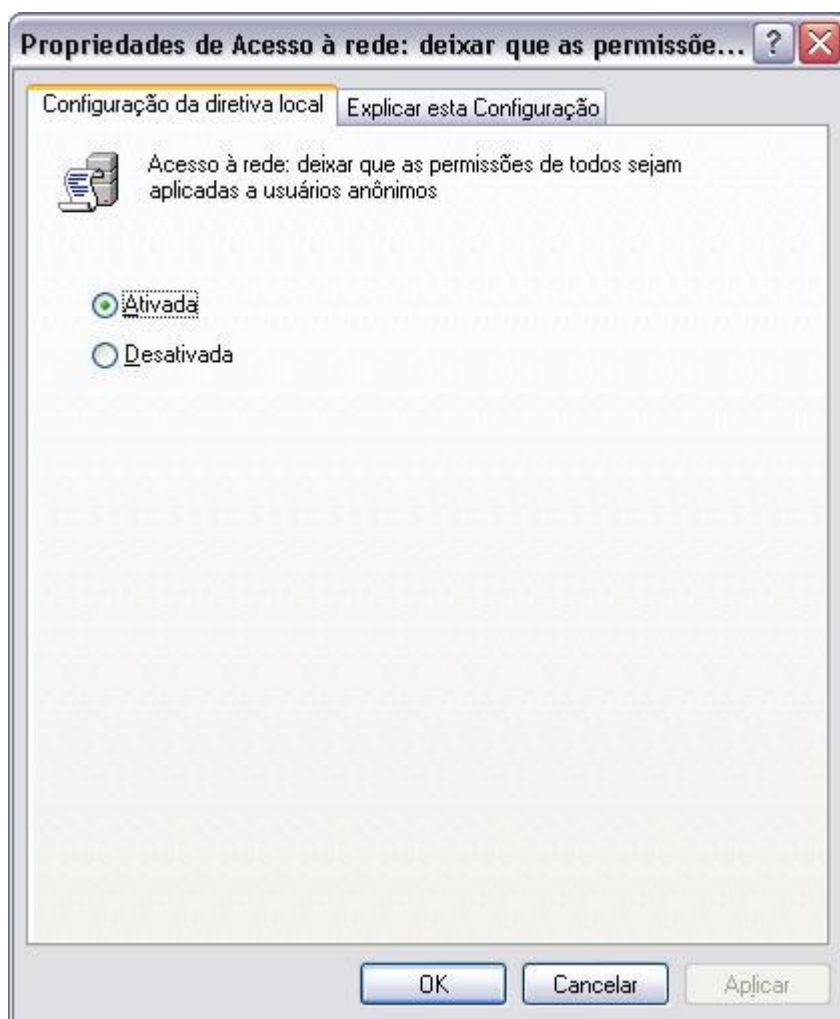 Propriedades de Acesso à rede: deixar que as permissõe...
Configuração da diretiva local
Explicar esta Configuração
Acesso à rede: deixar que as permissões de todos sejam
aplicadas a usuários anônimos
Ativada
Desativada
OK
Cancelar
Aplicar